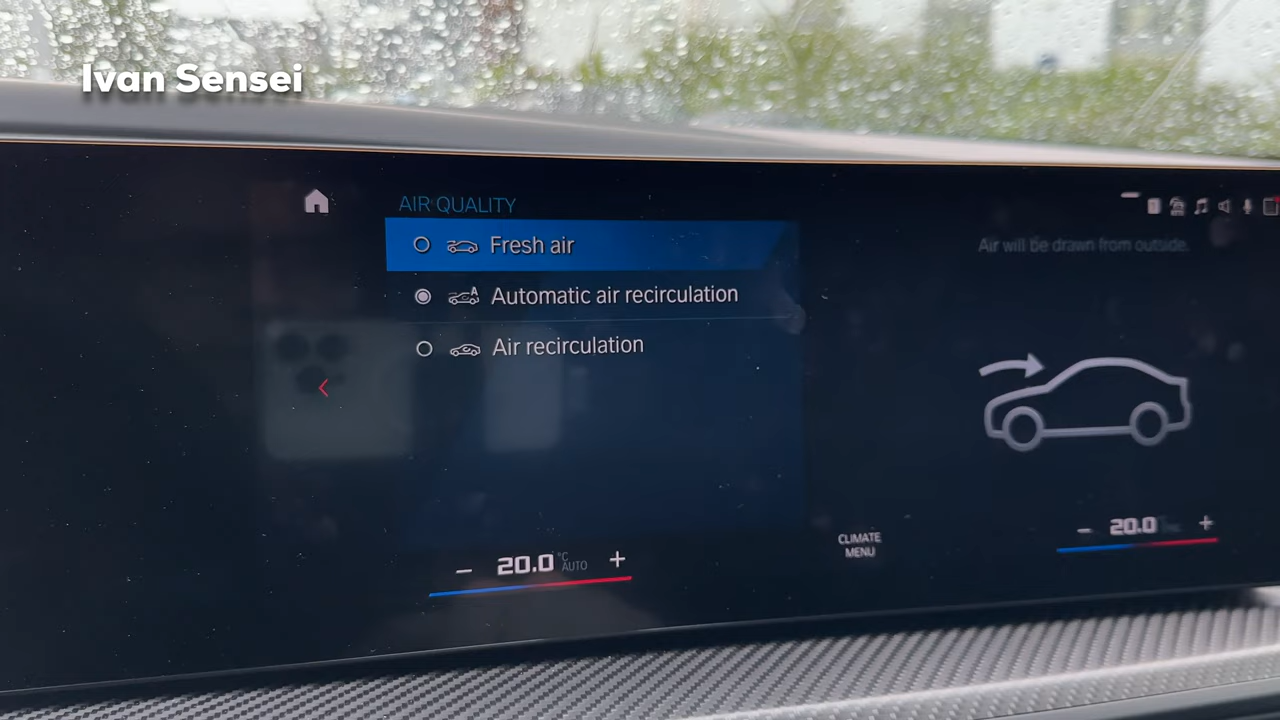 Ivan Sensei
AIR QUALITY
Fresh air
Automatic air recirculation
Air recirculation
Air will be drawn from outside.
20.0 °C AUTO
CLIMATE
MENU
20.0